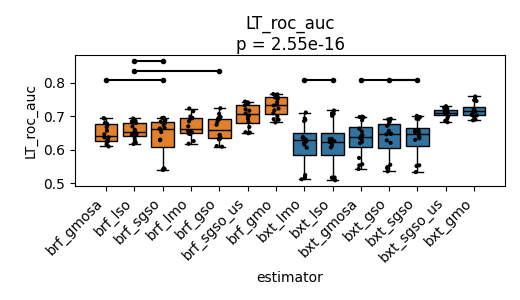 LT_roc_auc
p = 2.55e-16
LT_roc_auc
0.8
0.7
0.6
0.5
brf_gmosa
brf_lso
brf_sgso
brf_lmo
brf_gso
brf_sgso_us
brf_gmo
bxt_lmo
bxt_lso
bxt_gmosa
bxt_gso
bxt_sgso
bxt_sgso_us
bxt_gmo
estimator